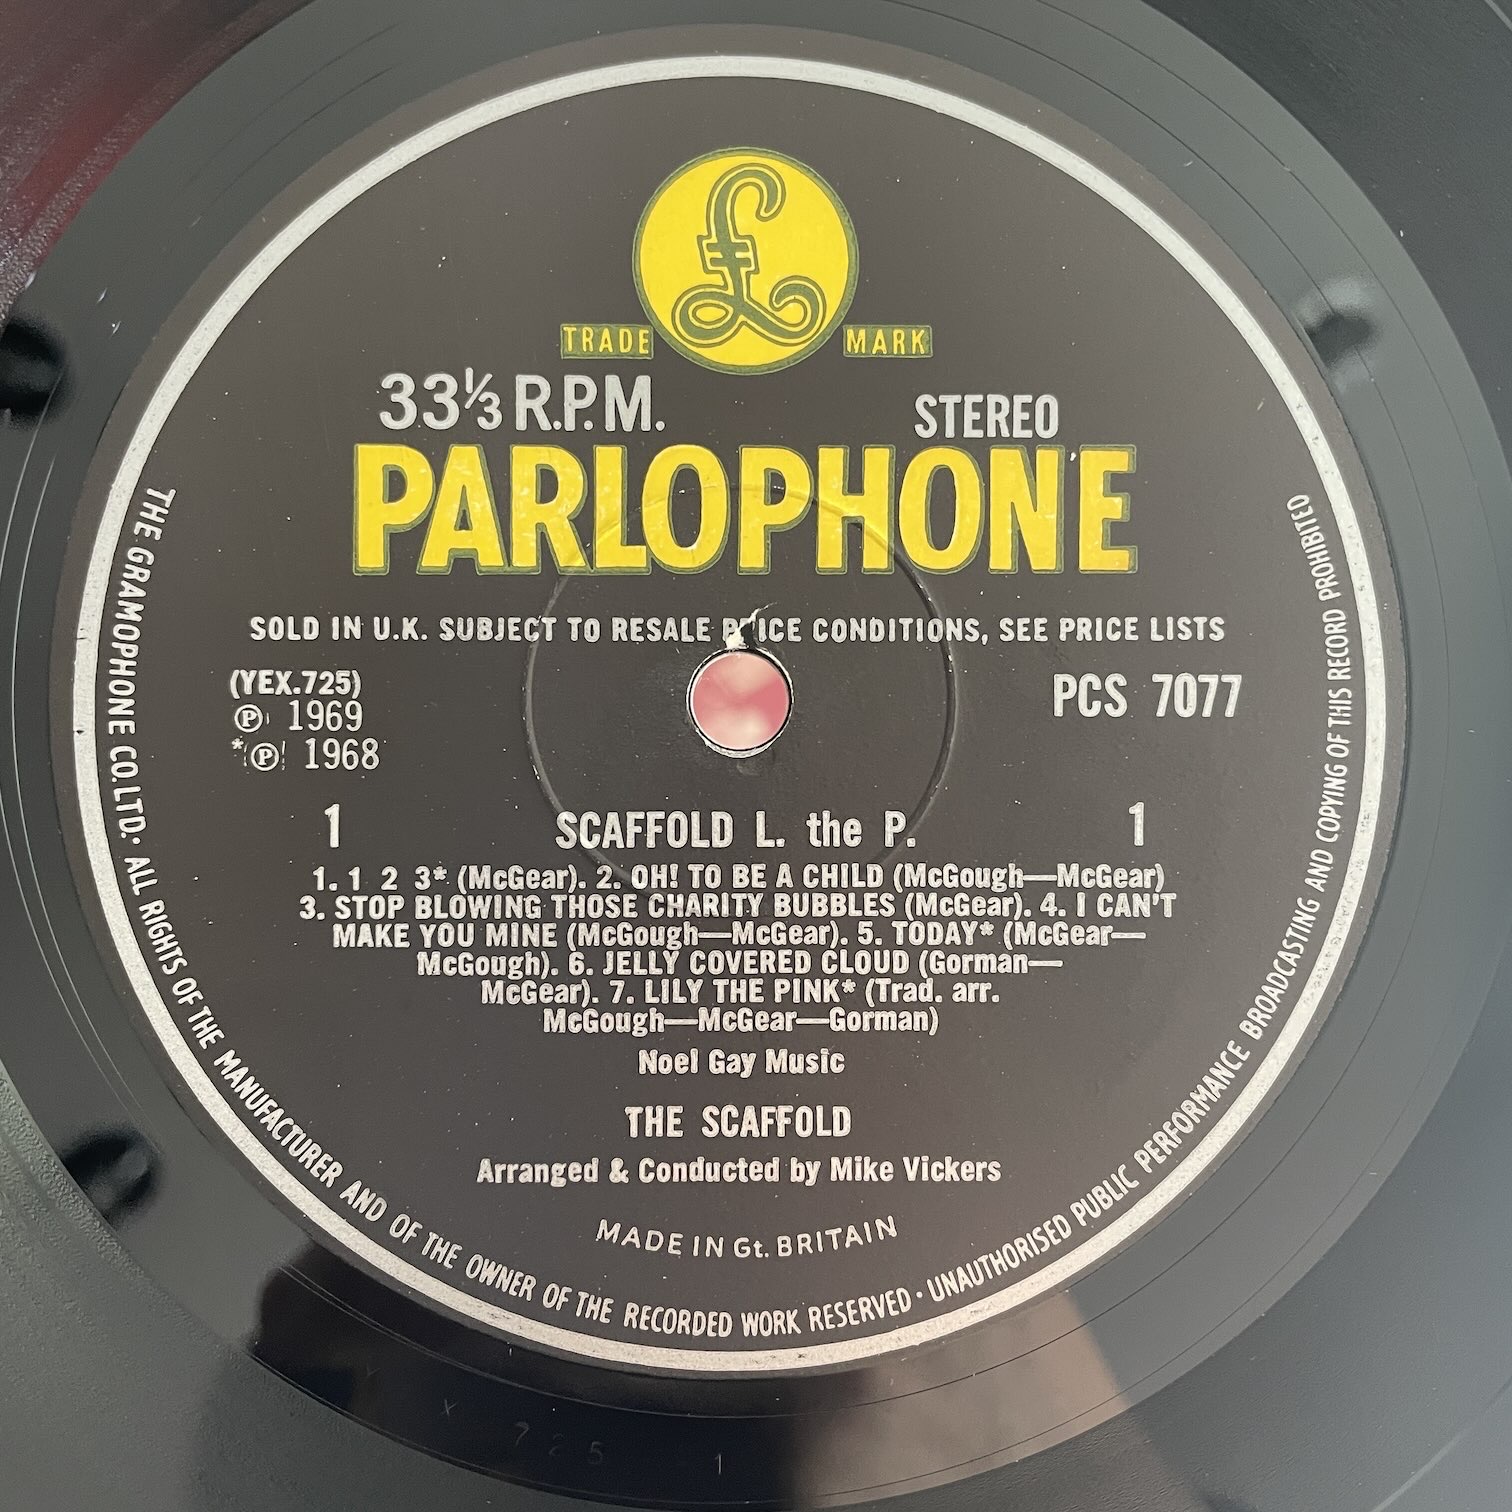 £
TRADE MARK
33⅓ R.P.M. STEREO
PARLOPHONE
SOLD IN U.K. SUBJECT TO RESALE PRICE CONDITIONS, SEE PRICE LISTS
(YEX.725) PCS 7077
Ⓟ 1969
*Ⓟ 1968
1 SCAFFOLD L. the P. 1
1. 1 2 3* (McGear). 2. OH! TO BE A CHILD (McGough—McGear)
3. STOP BLOWING THOSE CHARITY BUBBLES (McGear). 4. I CAN'T
MAKE YOU MINE (McGough—McGear). 5. TODAY* (McGear—
McGough). 6. JELLY COVERED CLOUD (Gorman—
McGear). 7. LILY THE PINK* (Trad. arr.
McGough—McGear—Gorman)
Noel Gay Music
THE SCAFFOLD
Arranged & Conducted by Mike Vickers
MADE IN Gt. BRITAIN
THE GRAMOPHONE CO. LTD. · ALL RIGHTS OF THE MANUFACTURER AND OF THE OWNER OF THE RECORDED WORK RESERVED · UNAUTHORISED PUBLIC PERFORMANCE BROADCASTING AND COPYING OF THIS RECORD PROHIBITED
X 725 1